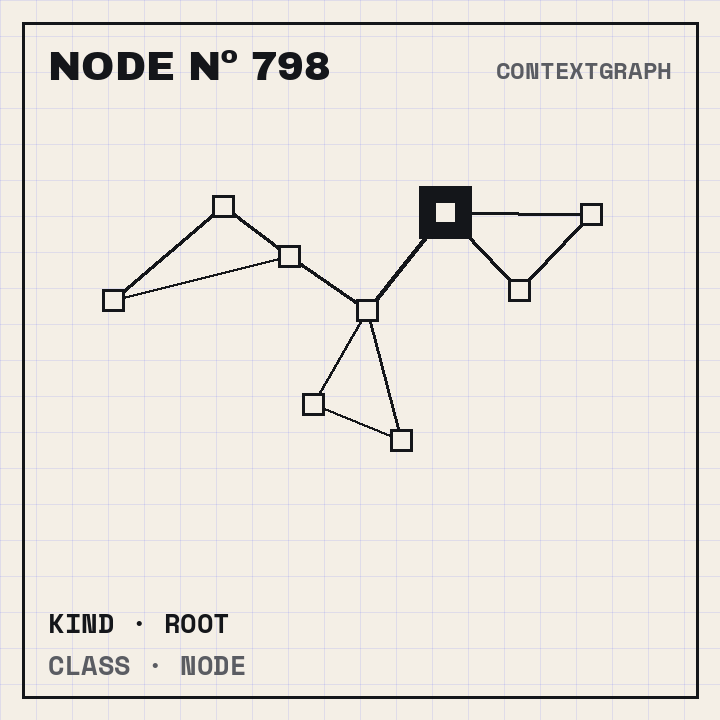 NODE Nº 798
CONTEXTGRAPH
KIND · ROOT
CLASS · NODE